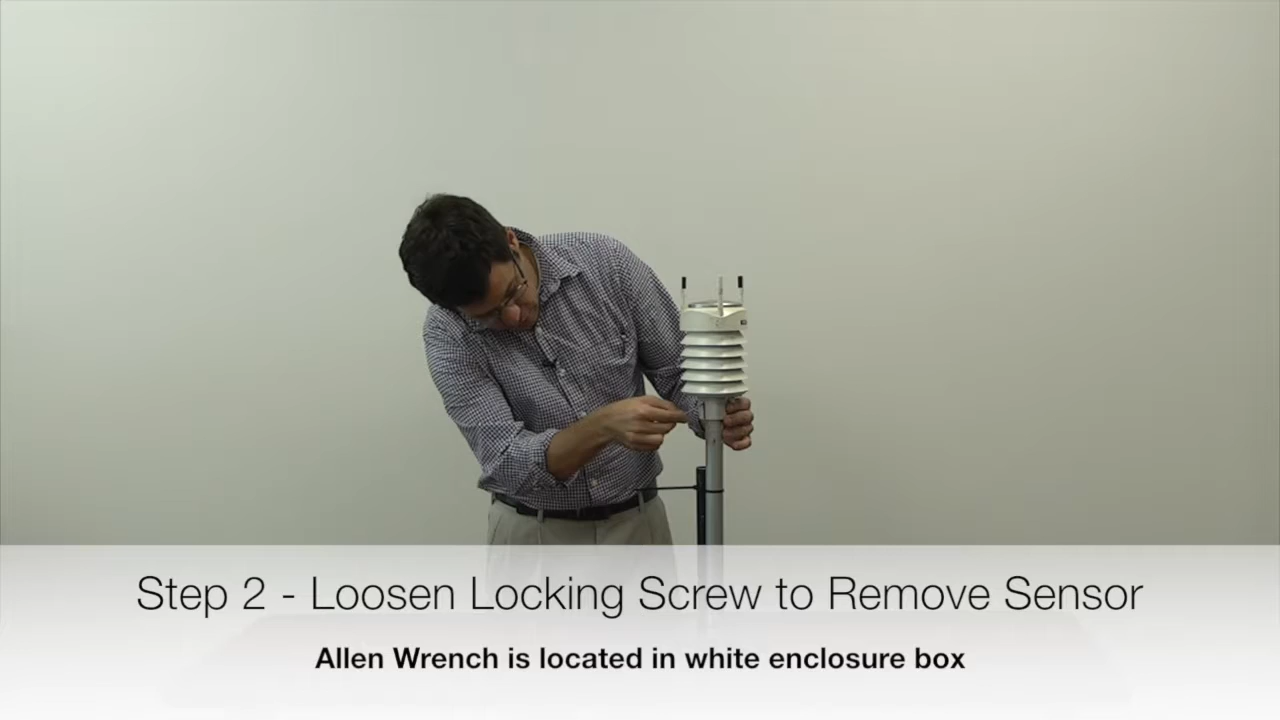 Step 2 - Loosen Locking Screw to Remove Sensor
Allen Wrench is located in white enclosure box